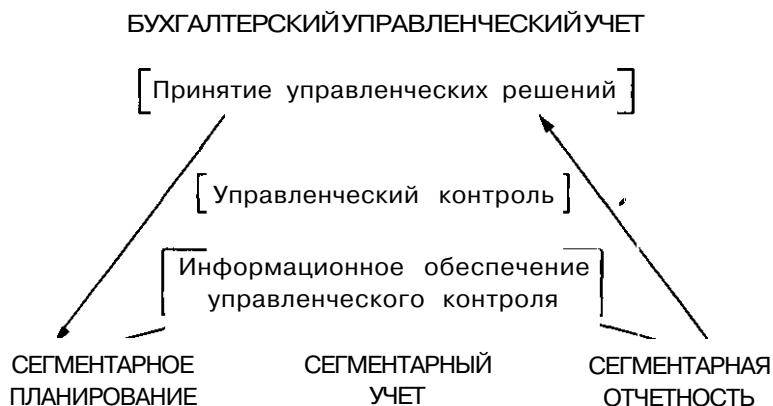 БУХГАЛТЕРСКИЙ УПРАВЛЕНЧЕСКИЙ УЧЕТ
Принятие управленческих решений
Управленческий контроль
Информационное обеспечение
управленческого контроля
СЕГМЕНТАРНОЕ
ПЛАНИРОВАНИЕ
СЕГМЕНТАРНЫЙ
УЧЕТ
СЕГМЕНТАРНАЯ
ОТЧЕТНОСТЬ